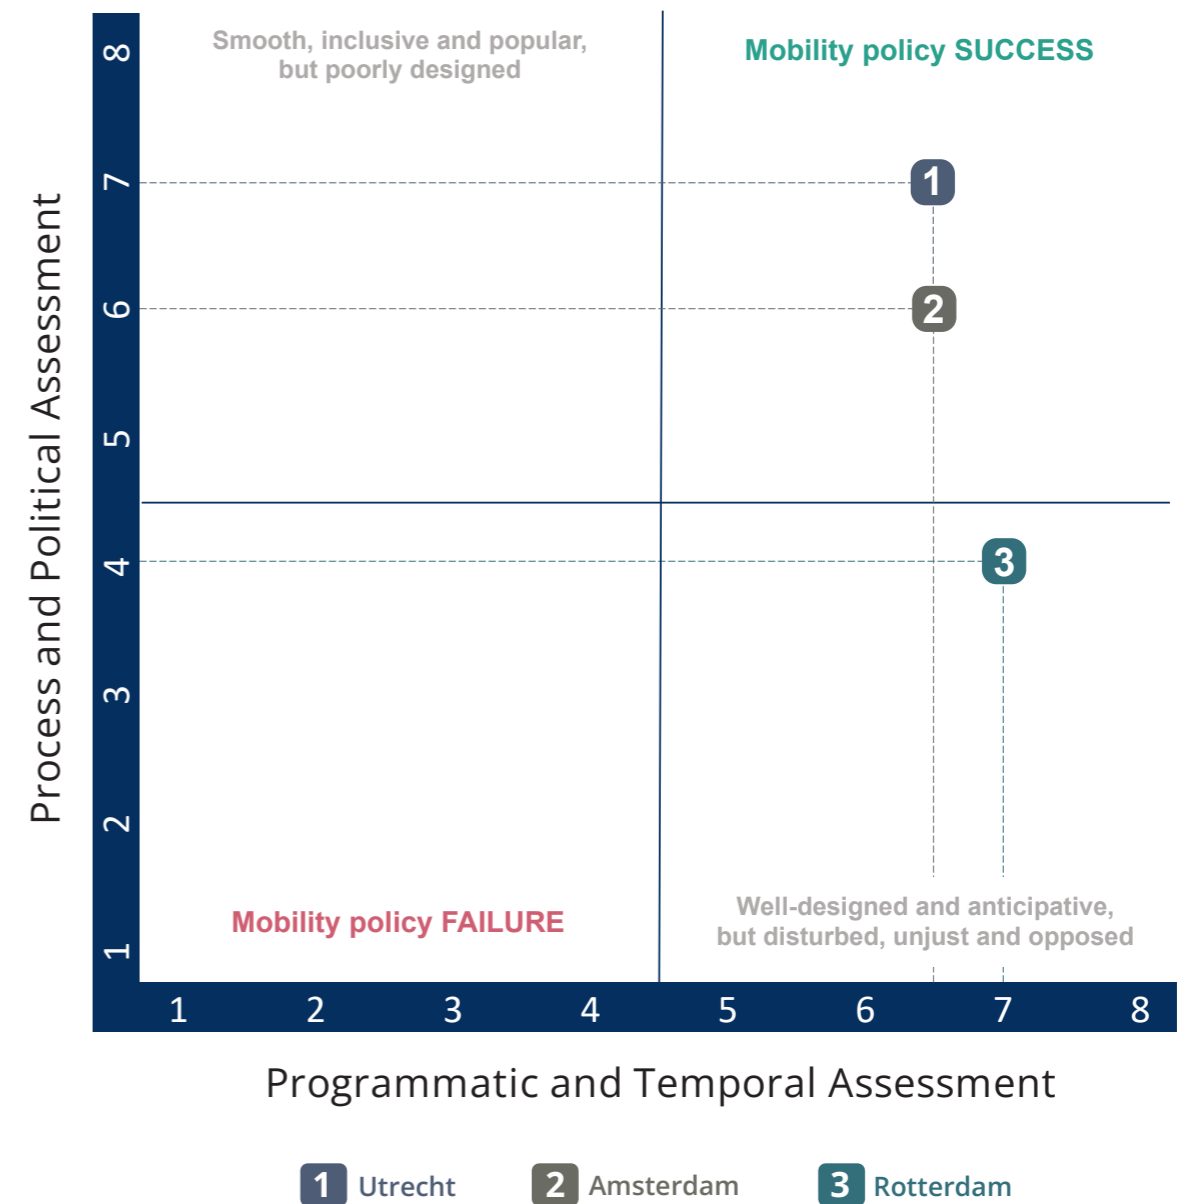 Smooth, inclusive and popular,
but poorly designed
Mobility policy SUCCESS
8
7
6
5
4
3
2
1
Process and Political Assessment
1
2
3
Mobility policy FAILURE
Well-designed and anticipative,
but disturbed, unjust and opposed
1 2 3 4 5 6 7 8
Programmatic and Temporal Assessment
1 Utrecht 2 Amsterdam 3 Rotterdam